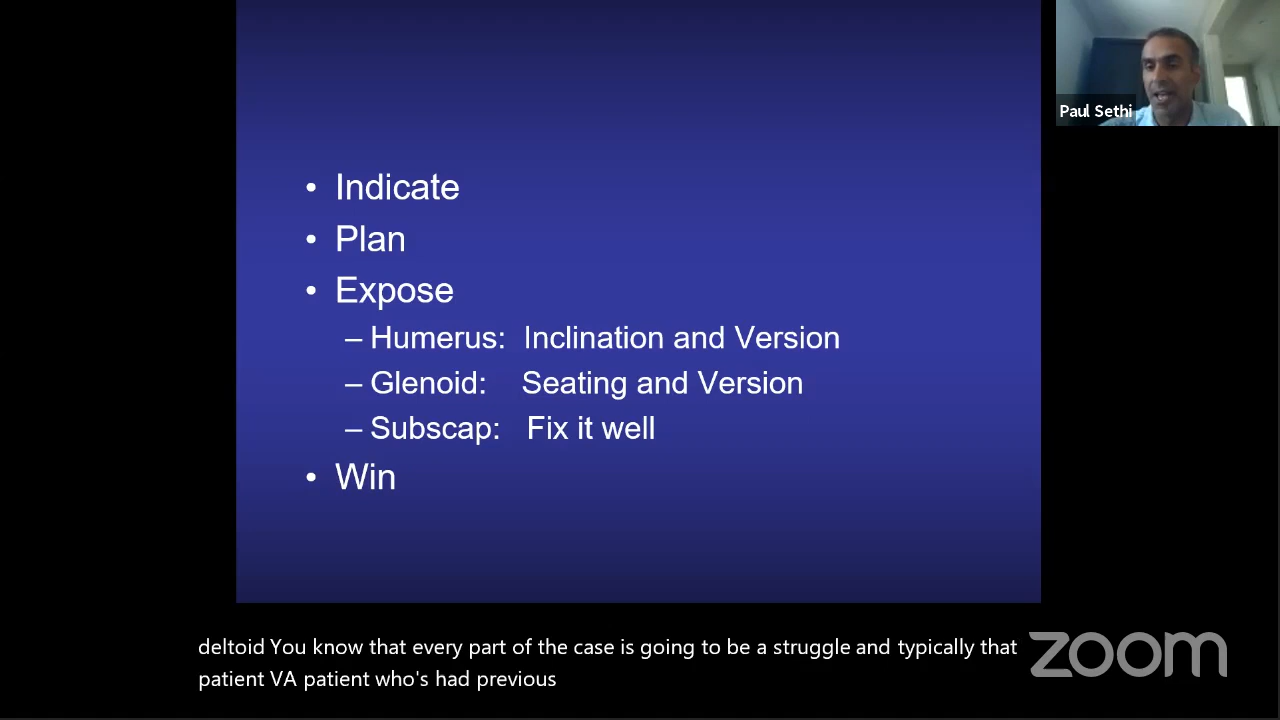 Paul Sethi
• Indicate
• Plan
• Expose
– Humerus: Inclination and Version
– Glenoid: Seating and Version
– Subscap: Fix it well
• Win
deltoid You know that every part of the case is going to be a struggle and typically that
patient VA patient who's had previous
zoom